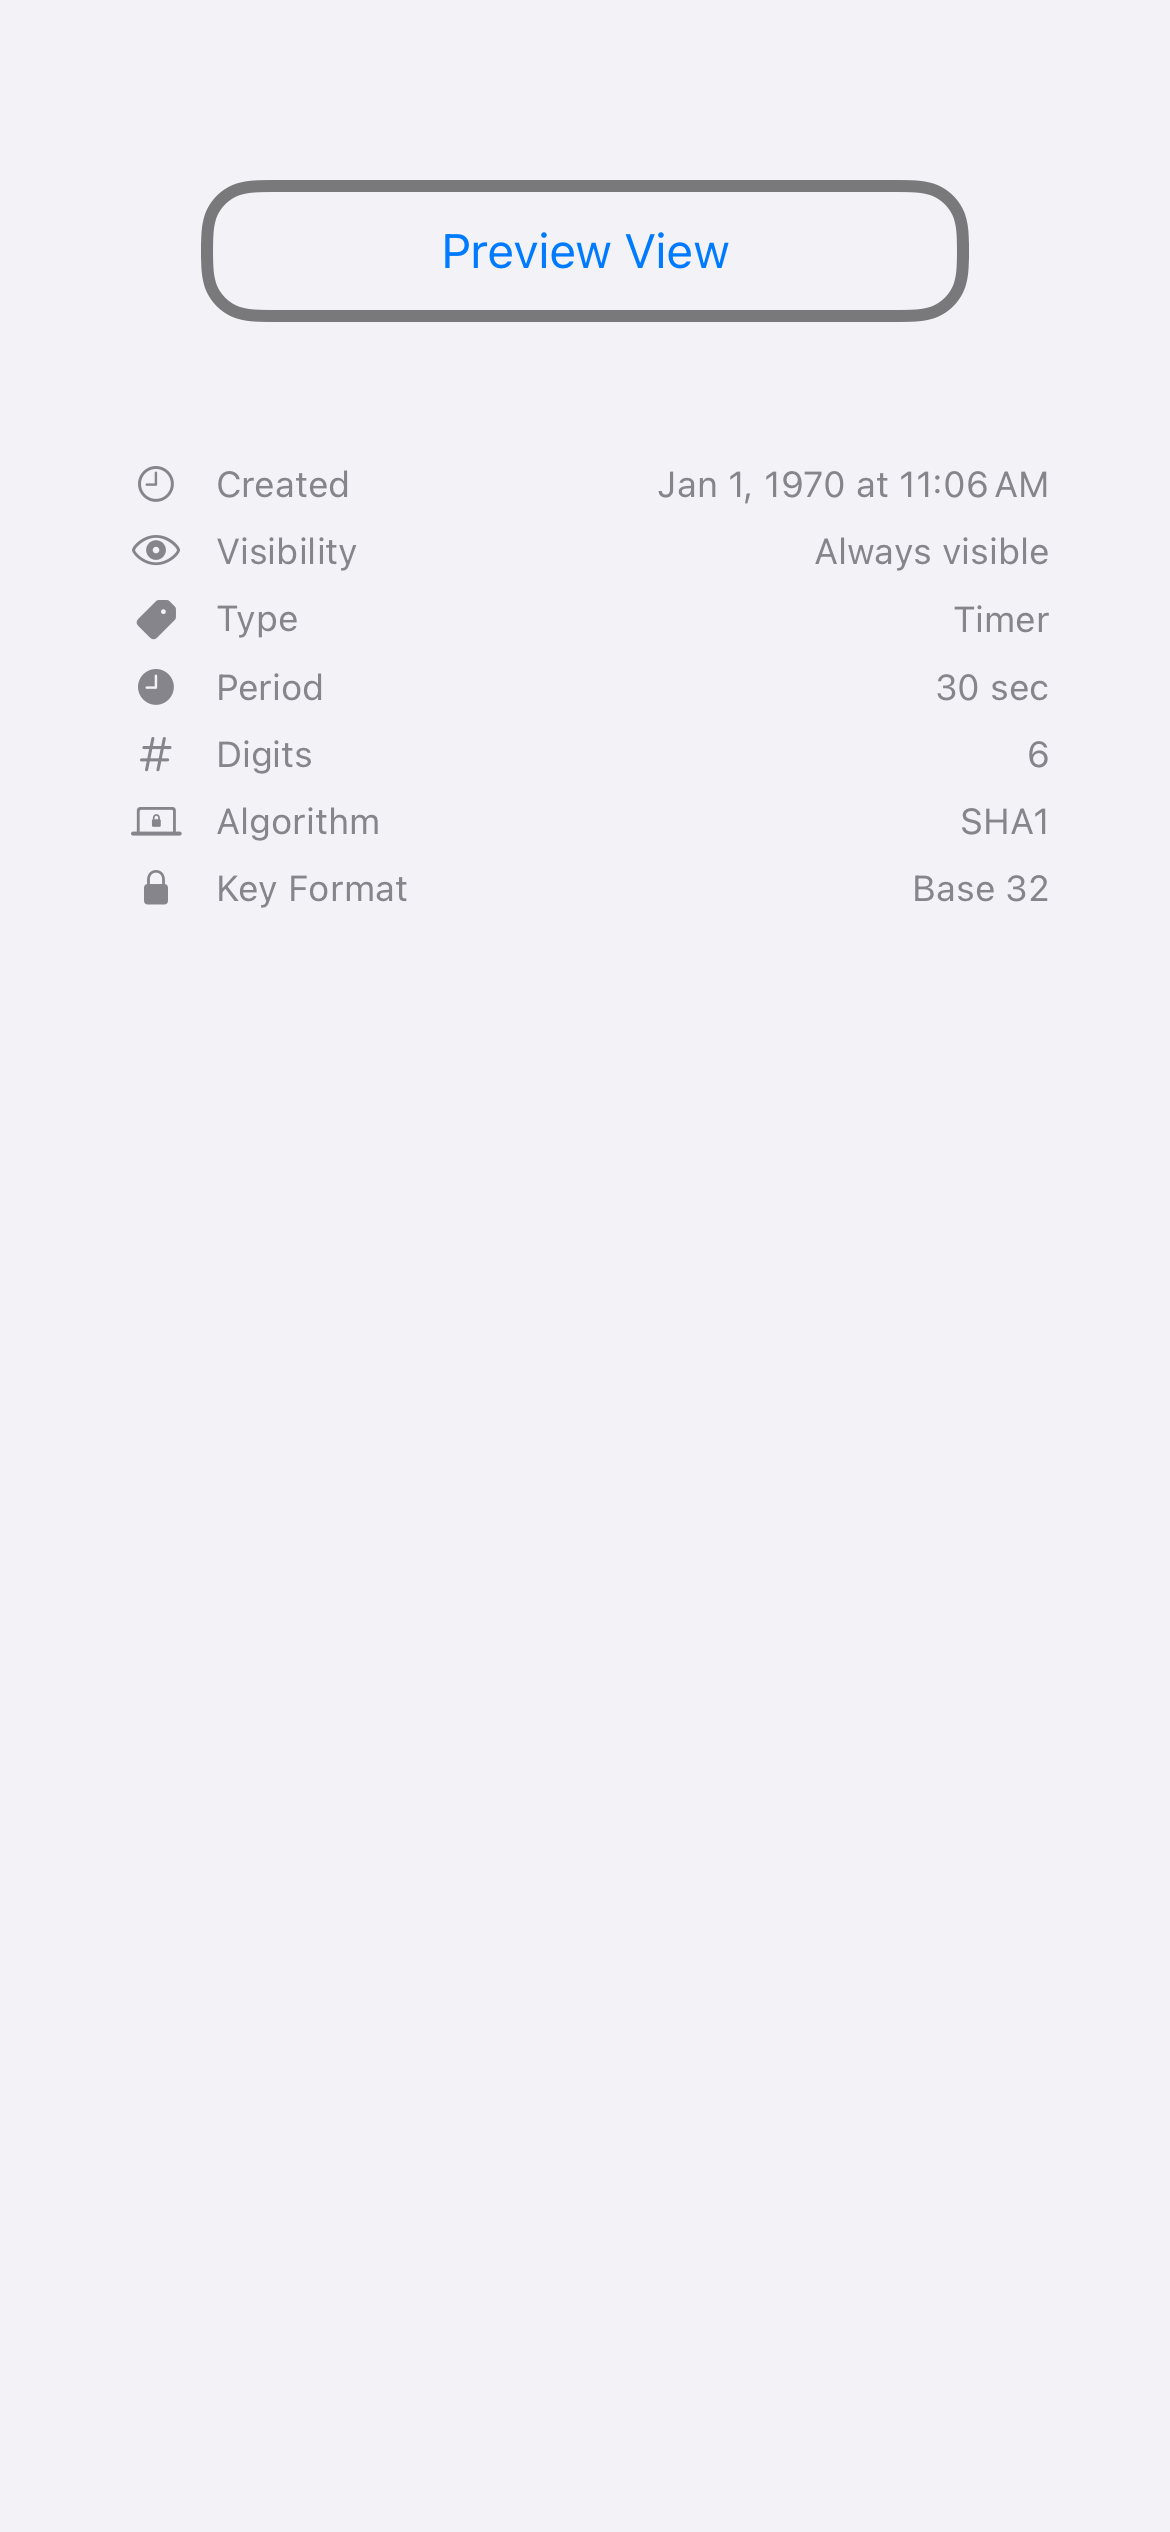 Preview View
Created Jan 1, 1970 at 11:06 AM
Visibility Always visible
Type Timer
Period 30 sec
Digits 6
Algorithm SHA1
Key Format Base 32